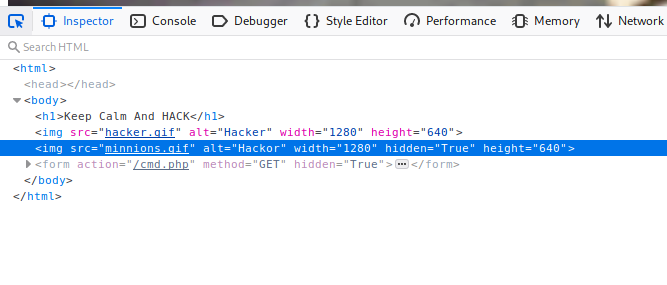 Inspector Console Debugger Style Editor Performance Memory Network
Search HTML
<html>
<head></head>
<body>
<h1>Keep Calm And HACK</h1>
<img src="hacker.gif" alt="Hacker" width="1280" height="640">
<img src="minnions.gif" alt="Hackor" width="1280" hidden="True" height="640">
<form action="/cmd.php" method="GET" hidden="True">⋯</form>
</body>
</html>